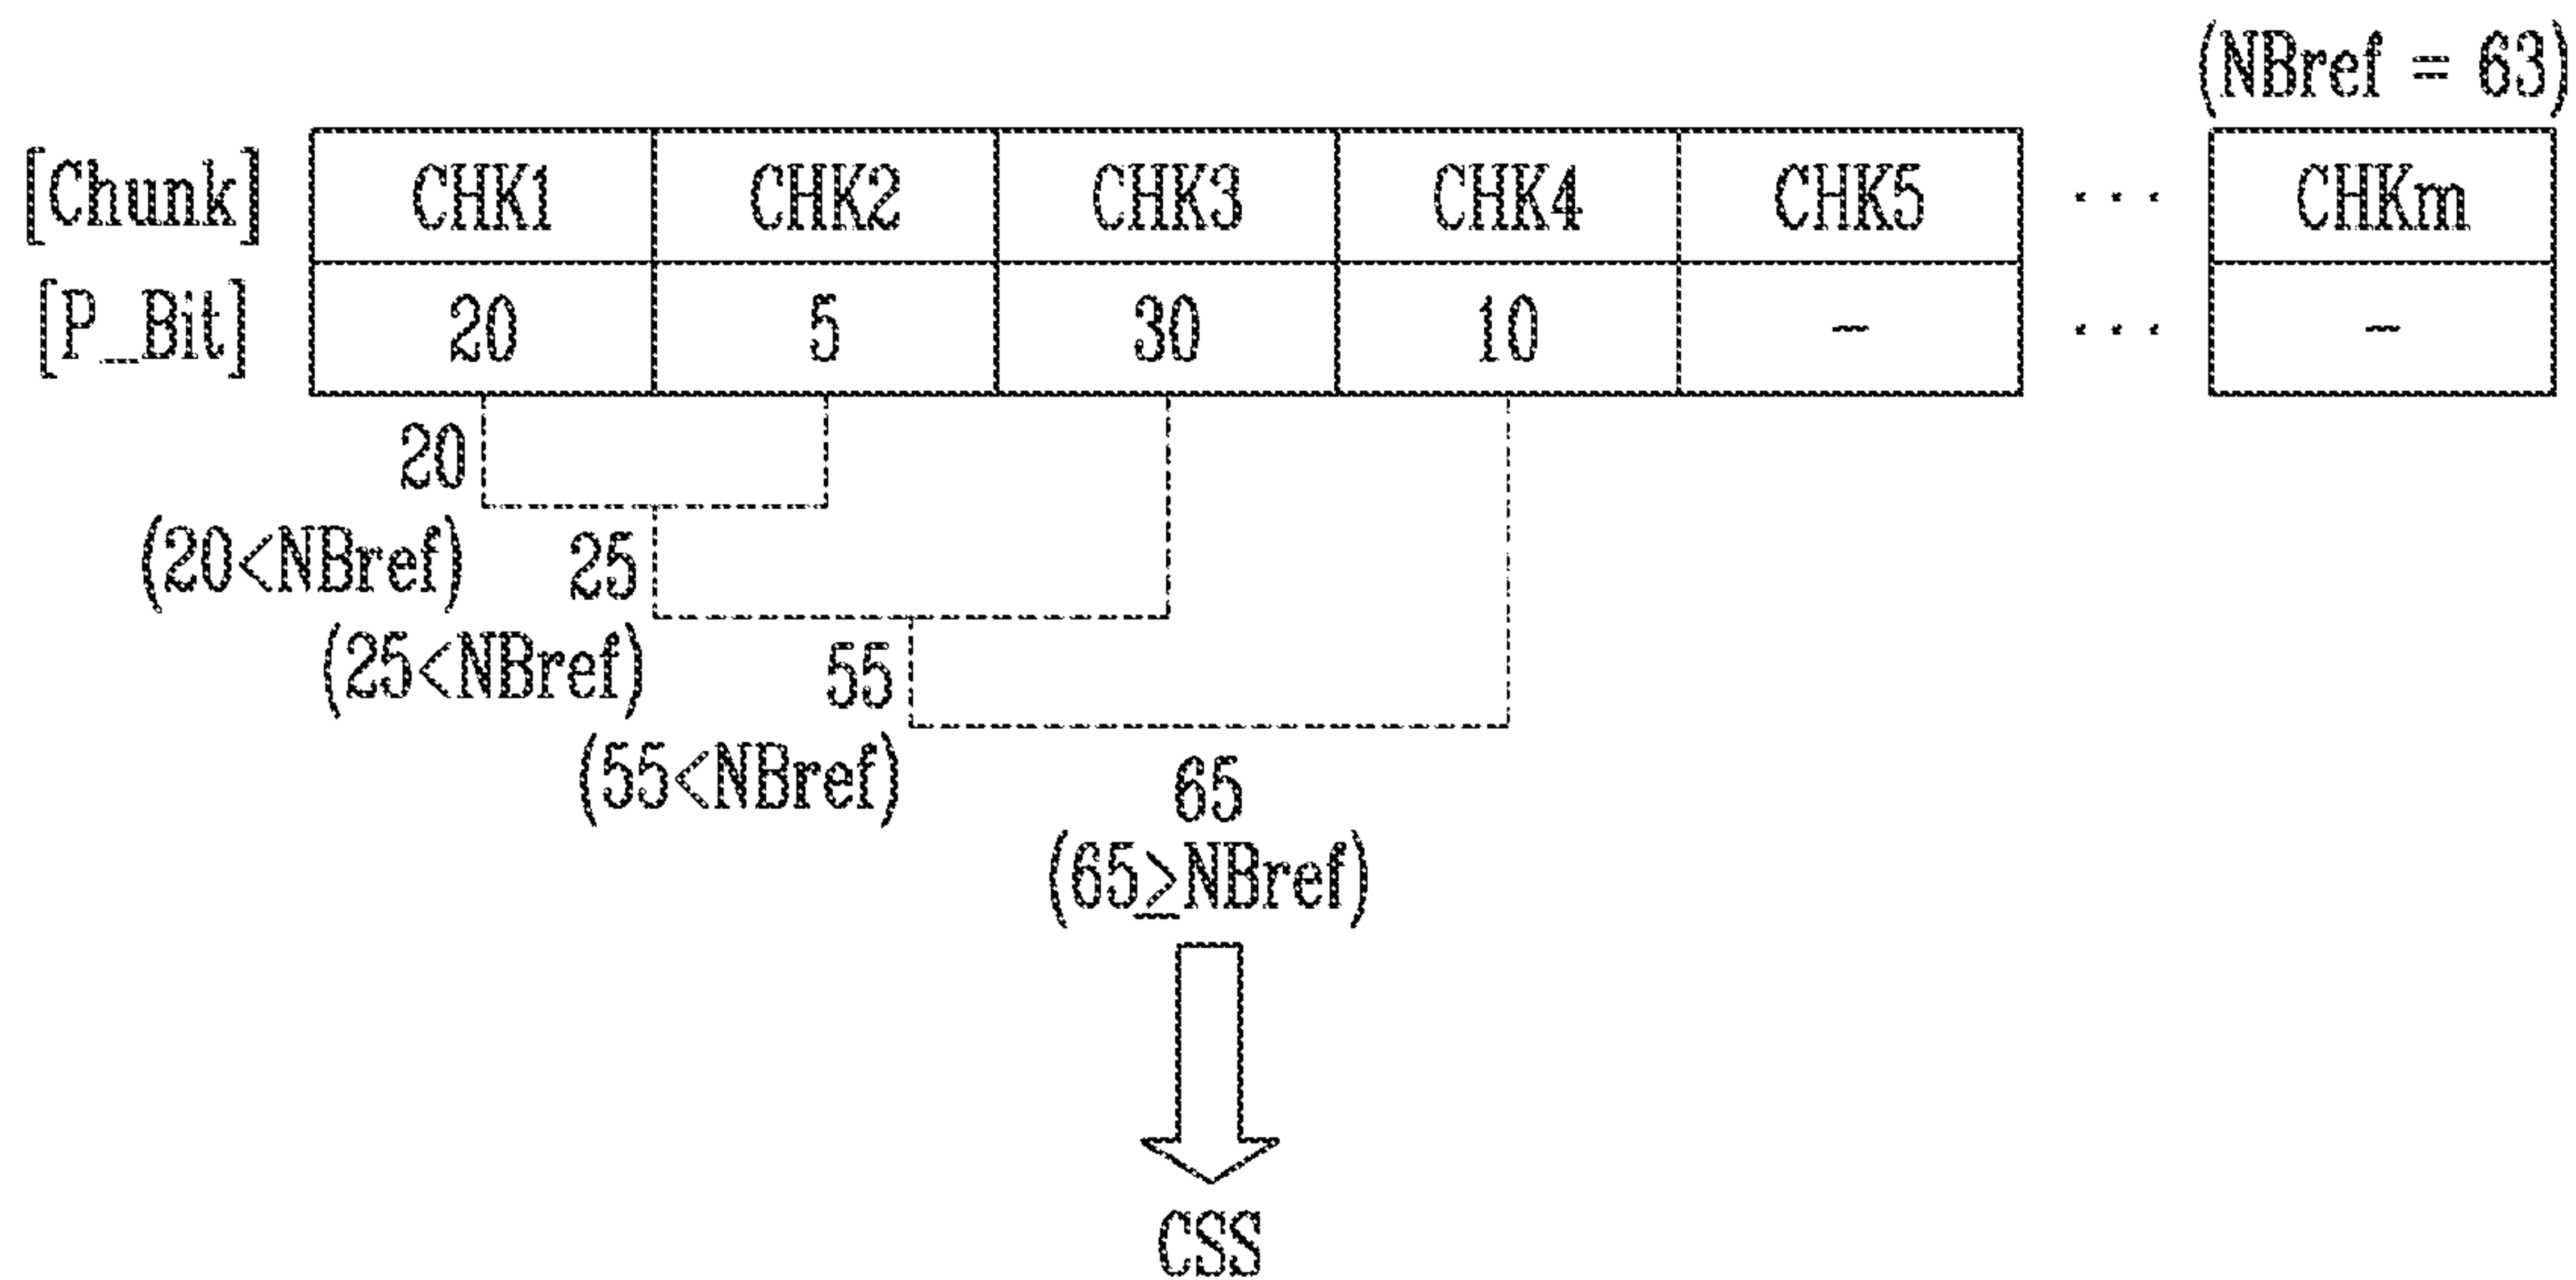 (NBref = 63)
[Chunk] CHK1 CHK2 CHK3 CHK4 CHK5 ... CHKm
[P_Bit] 20 5 30 10 - ... -
20
(20<NBref) 25
(25<NBref) 55
(55<NBref) 65
(65≥NBref)
CSS